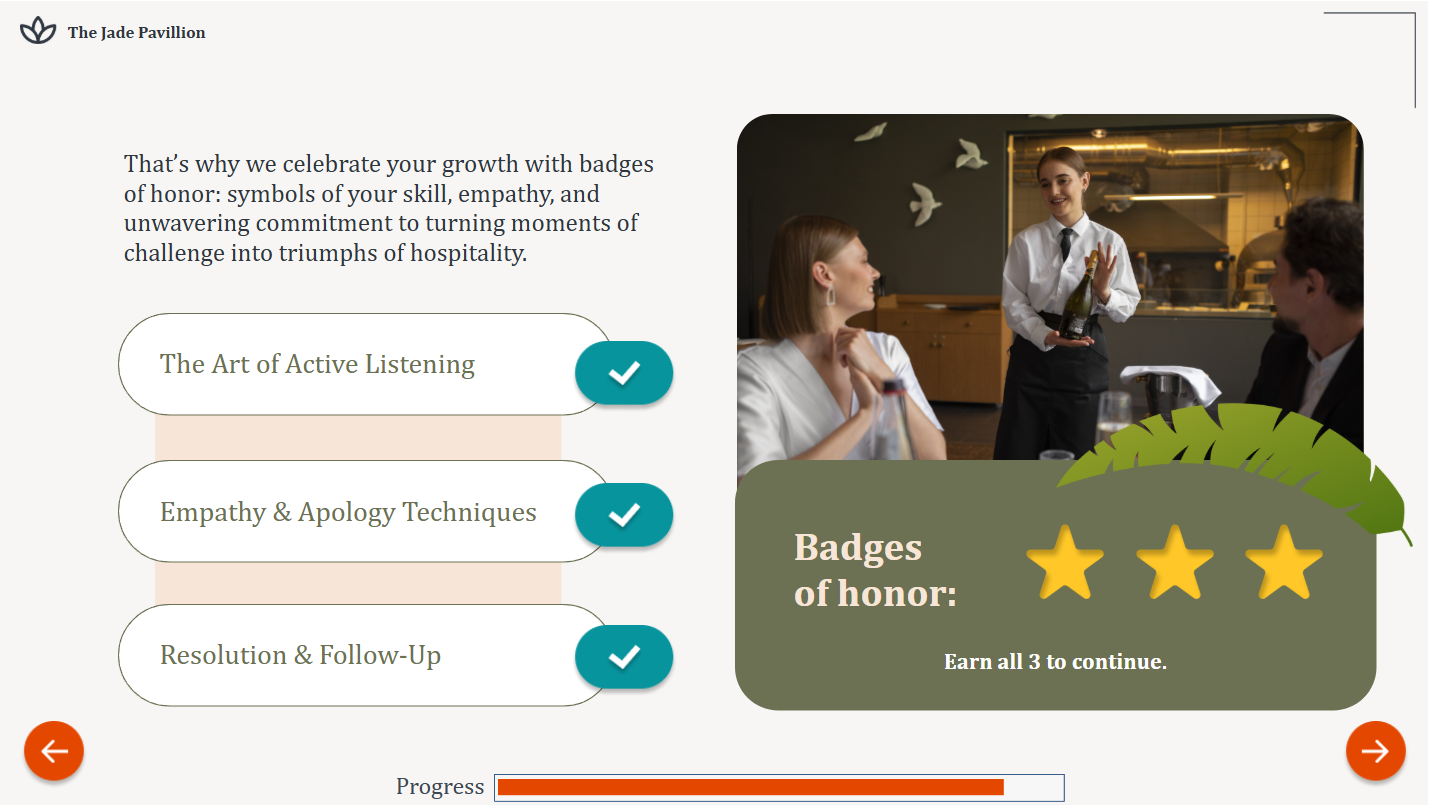 The Jade Pavillion
That’s why we celebrate your growth with badges
of honor: symbols of your skill, empathy, and
unwavering commitment to turning moments of
challenge into triumphs of hospitality.
The Art of Active Listening
Empathy & Apology Techniques
Resolution & Follow-Up
Badges
of honor:
Earn all 3 to continue.
Progress